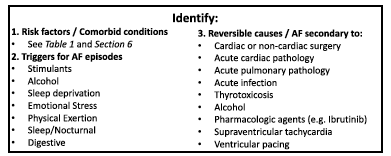 Identify:
1. Risk factors / Comorbid conditions
• See Table 1 and Section 6
2. Triggers for AF episodes
• Stimulants
• Alcohol
• Sleep deprivation
• Emotional Stress
• Physical Exertion
• Sleep/Nocturnal
• Digestive
3. Reversible causes / AF secondary to:
• Cardiac or non-cardiac surgery
• Acute cardiac pathology
• Acute pulmonary pathology
• Acute infection
• Thyrotoxicosis
• Alcohol
• Pharmacologic agents (e.g. Ibrutinib)
• Supraventricular tachycardia
• Ventricular pacing